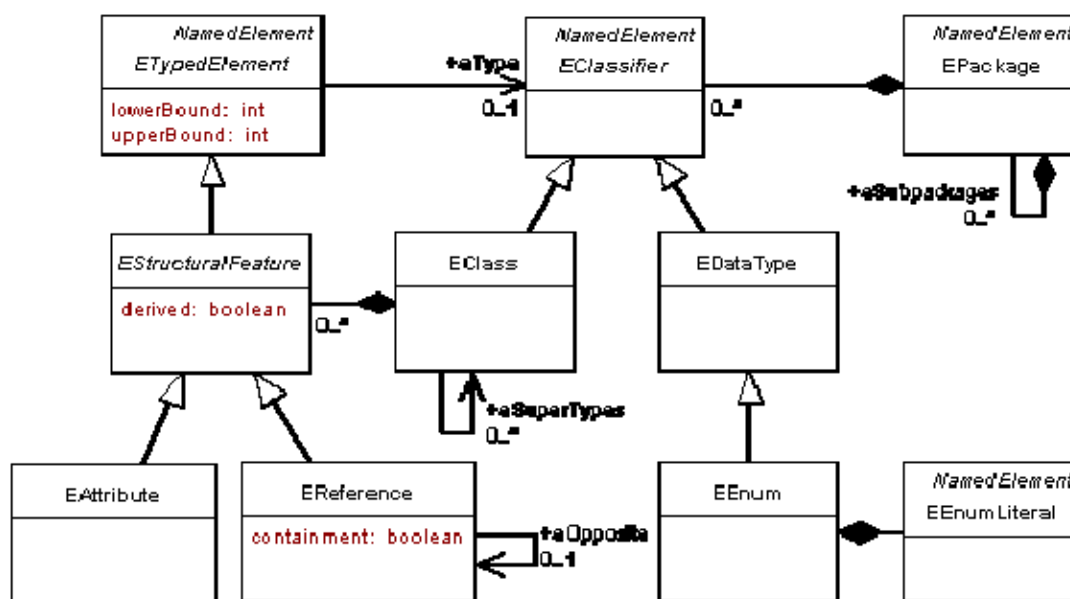 NamedElement
ETypedElement
lowerBound: int
upperBound: int
+eType
0..1
NamedElement
EClassifier
0..*
NamedElement
EPackage
+eSubpackages
0..*
EStructuralFeature
derived: boolean
0..*
EClass
+eSuperTypes
0..*
EDataType
EAttribute
EReference
containment: boolean
+eOpposite
0..1
EEnum
NamedElement
EEnumLiteral